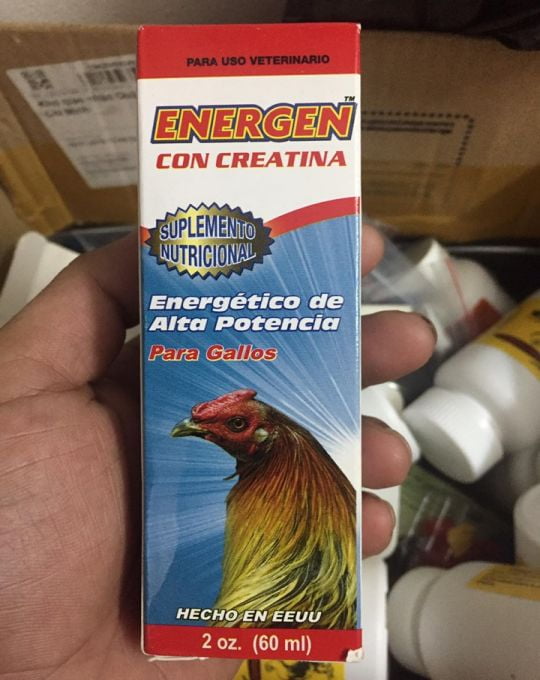 PARA USO VETERINARIO
ENERGEN™
CON CREATINA
SUPLEMENTO
NUTRICIONAL
Energético de
Alta Potencia
Para Gallos
HECHO EN EEUU
2 oz. (60 ml)